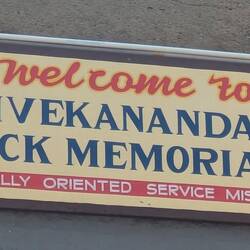 Welcome to
IVEKANANDA
CK MEMORIA
LLY ORIENTED SERVICE MIS